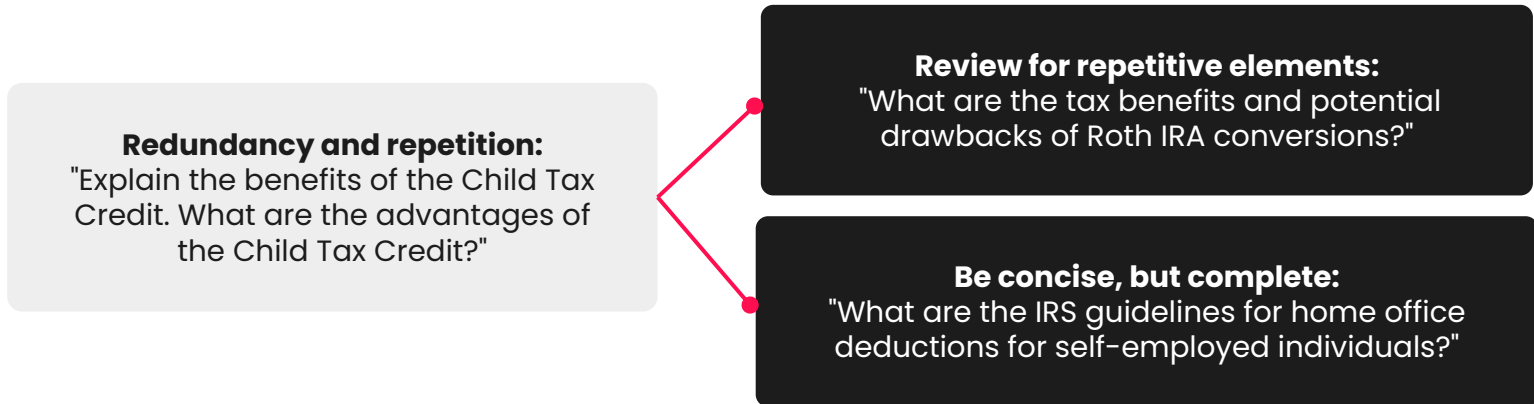 Redundancy and repetition:
"Explain the benefits of the Child Tax
Credit. What are the advantages of
the Child Tax Credit?"
Review for repetitive elements:
"What are the tax benefits and potential
drawbacks of Roth IRA conversions?"
Be concise, but complete:
"What are the IRS guidelines for home office
deductions for self-employed individuals?"